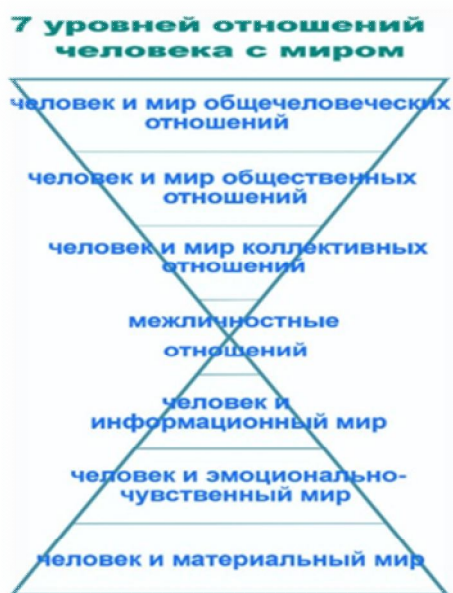 7 уровней отношений
человека с миром
человек и мир общечеловеческих
отношений
человек и мир общественных
отношений
человек и мир коллективных
отношений
межличностные
отношений
человек и
информационный мир
человек и эмоционально-
чувственный мир
человек и материальный мир